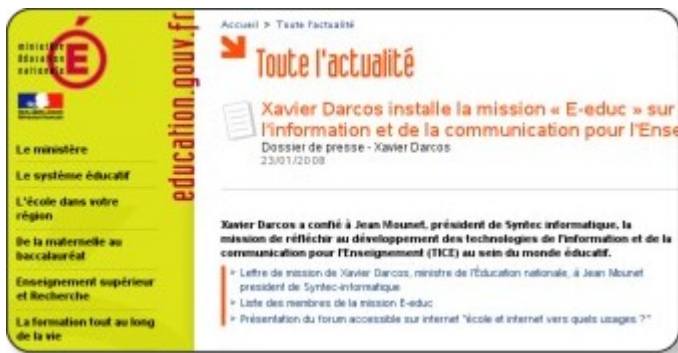 ministère
éducation
nationale
É
education.gouv.fr
Le ministère
Le système éducatif
L'école dans votre
région
De la maternelle au
baccalauréat
Enseignement supérieur
et Recherche
La formation tout au long
de la vie
Accueil > Toute l'actualité
Toute l'actualité
Xavier Darcos installe la mission « E-educ » sur
l'information et de la communication pour l'Ense
Dossier de presse - Xavier Darcos
23/01/2008
Xavier Darcos a confié à Jean Mounet, président de Syntec informatique, la
mission de réfléchir au développement des technologies de l'information et de la
communication pour l'Enseignement (TICE) au sein du monde éducatif.
» Lettre de mission de Xavier Darcos, ministre de l'Éducation nationale, à Jean Mounet
president de Syntec-informatique
» Liste des membres de la mission E-educ
» Présentation du forum accessible sur internet "école et internet vers quels usages ?"